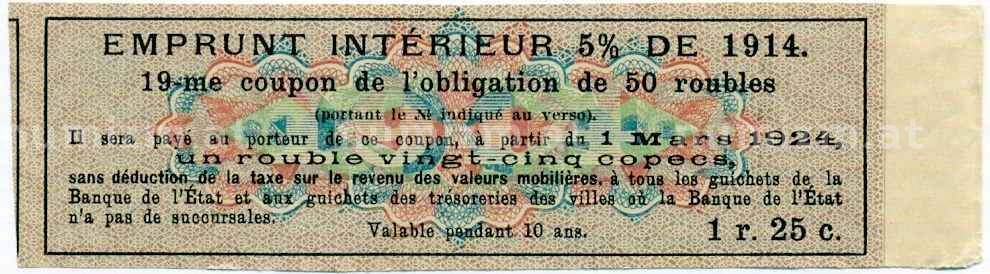 EMPRUNT INTÉRIEUR 5% DE 1914.
19-me coupon de l'obligation de 50 roubles
(portant le № indiqué au verso).
Il sera payé au porteur de ce coupon, à partir du 1 Mars 1924,
un rouble vingt-cinq copecs,
sans déduction de la taxe sur le revenu des valeurs mobilières, à tous les guichets de la
Banque de l'État et aux guichets des trésoreries des villes où la Banque de l'État
n'a pas de succursales.
Valable pendant 10 ans.
1 r. 25 c.